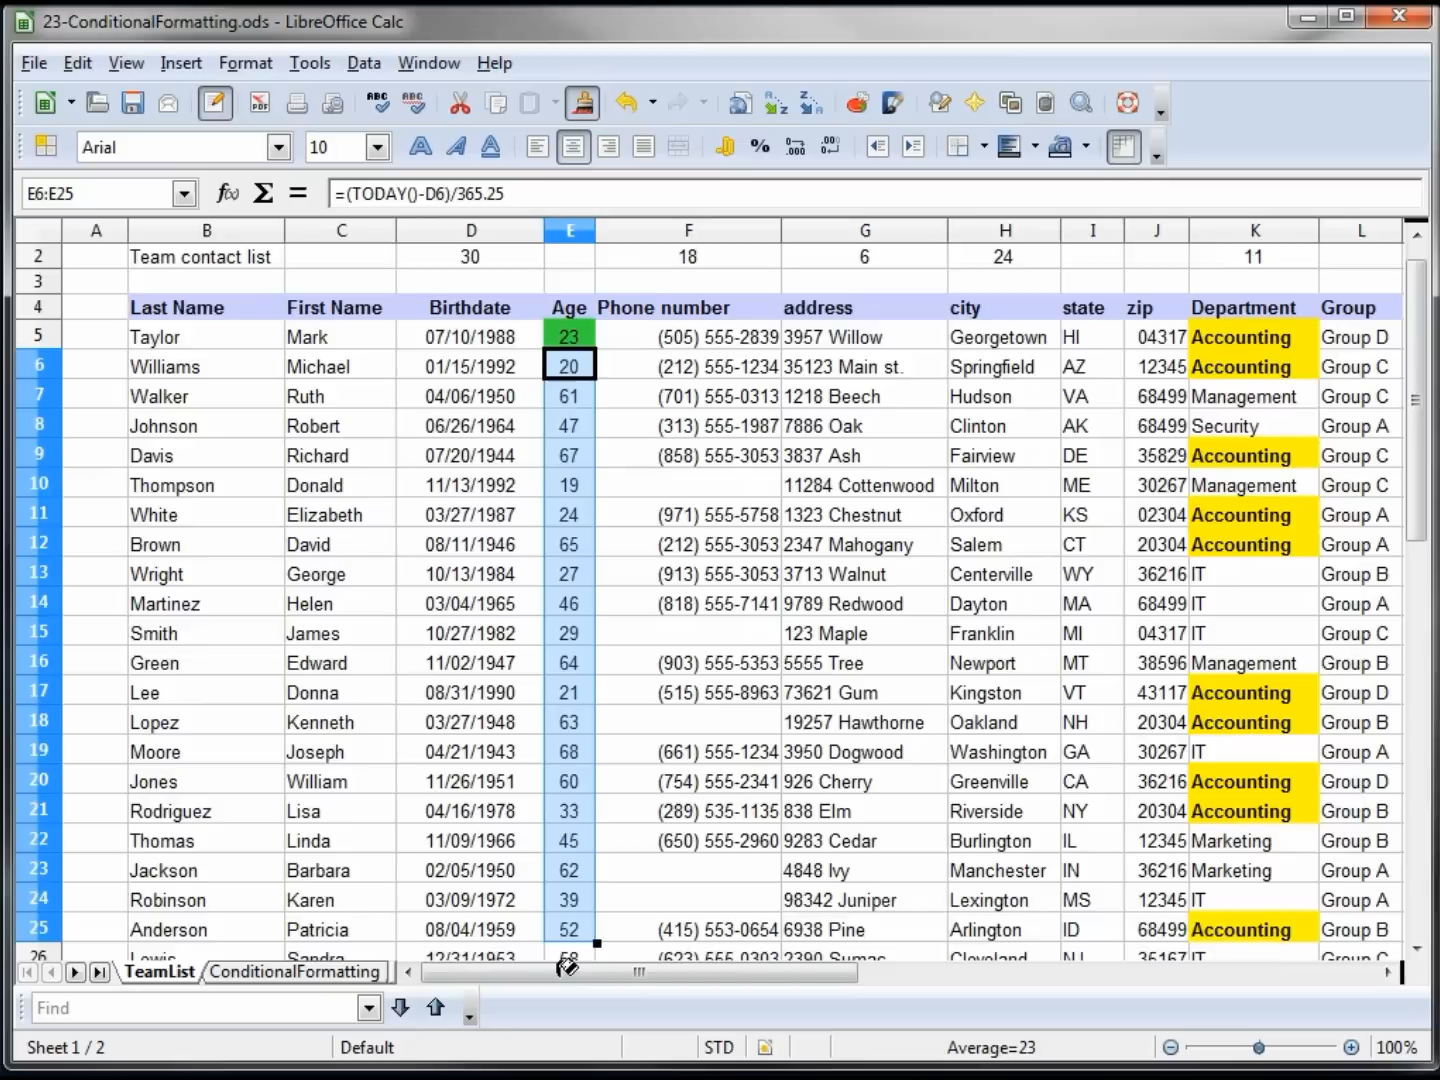 23-ConditionalFormatting.ods - LibreOffice Calc
File Edit View Insert Format Tools Data Window Help
Arial 10
E6:E25 f(x) Σ = =(TODAY()-D6)/365.25
A B C D E F G H I J K L
2 Team contact list 30 18 6 24 11
3
4 Last Name First Name Birthdate Age Phone number address city state zip Department Group
5 Taylor Mark 07/10/1988 23 (505) 555-2839 3957 Willow Georgetown HI 04317 Accounting Group D
6 Williams Michael 01/15/1992 20 (212) 555-1234 35123 Main st. Springfield AZ 12345 Accounting Group C
7 Walker Ruth 04/06/1950 61 (701) 555-0313 1218 Beech Hudson VA 68499 Management Group C
8 Johnson Robert 06/26/1964 47 (313) 555-1987 7886 Oak Clinton AK 68499 Security Group A
9 Davis Richard 07/20/1944 67 (858) 555-3053 3837 Ash Fairview DE 35829 Accounting Group C
10 Thompson Donald 11/13/1992 19 11284 Cottenwood Milton ME 30267 Management Group C
11 White Elizabeth 03/27/1987 24 (971) 555-5758 1323 Chestnut Oxford KS 02304 Accounting Group A
12 Brown David 08/11/1946 65 (212) 555-3053 2347 Mahogany Salem CT 20304 Accounting Group A
13 Wright George 10/13/1984 27 (913) 555-3053 3713 Walnut Centerville WY 36216 IT Group B
14 Martinez Helen 03/04/1965 46 (818) 555-7141 9789 Redwood Dayton MA 68499 IT Group A
15 Smith James 10/27/1982 29 123 Maple Franklin MI 04317 IT Group C
16 Green Edward 11/02/1947 64 (903) 555-5353 5555 Tree Newport MT 38596 Management Group B
17 Lee Donna 08/31/1990 21 (515) 555-8963 73621 Gum Kingston VT 43117 Accounting Group D
18 Lopez Kenneth 03/27/1948 63 19257 Hawthorne Oakland NH 20304 Accounting Group B
19 Moore Joseph 04/21/1943 68 (661) 555-1234 3950 Dogwood Washington GA 30267 IT Group A
20 Jones William 11/26/1951 60 (754) 555-2341 926 Cherry Greenville CA 36216 Accounting Group D
21 Rodriguez Lisa 04/16/1978 33 (289) 535-1135 838 Elm Riverside NY 20304 Accounting Group B
22 Thomas Linda 11/09/1966 45 (650) 555-2960 9283 Cedar Burlington IL 12345 Marketing Group B
23 Jackson Barbara 02/05/1950 62 4848 Ivy Manchester IN 36216 Marketing Group A
24 Robinson Karen 03/09/1972 39 98342 Juniper Lexington MS 12345 IT Group A
25 Anderson Patricia 08/04/1959 52 (415) 553-0654 6938 Pine Arlington ID 68499 Accounting Group B
26 Lewis Sandra 12/31/1953 (623) 555-0303 2390 Sumac Cleveland NJ 35167 IT Group C
TeamList ConditionalFormatting
Find
Sheet 1 / 2 Default STD Average=23 100%